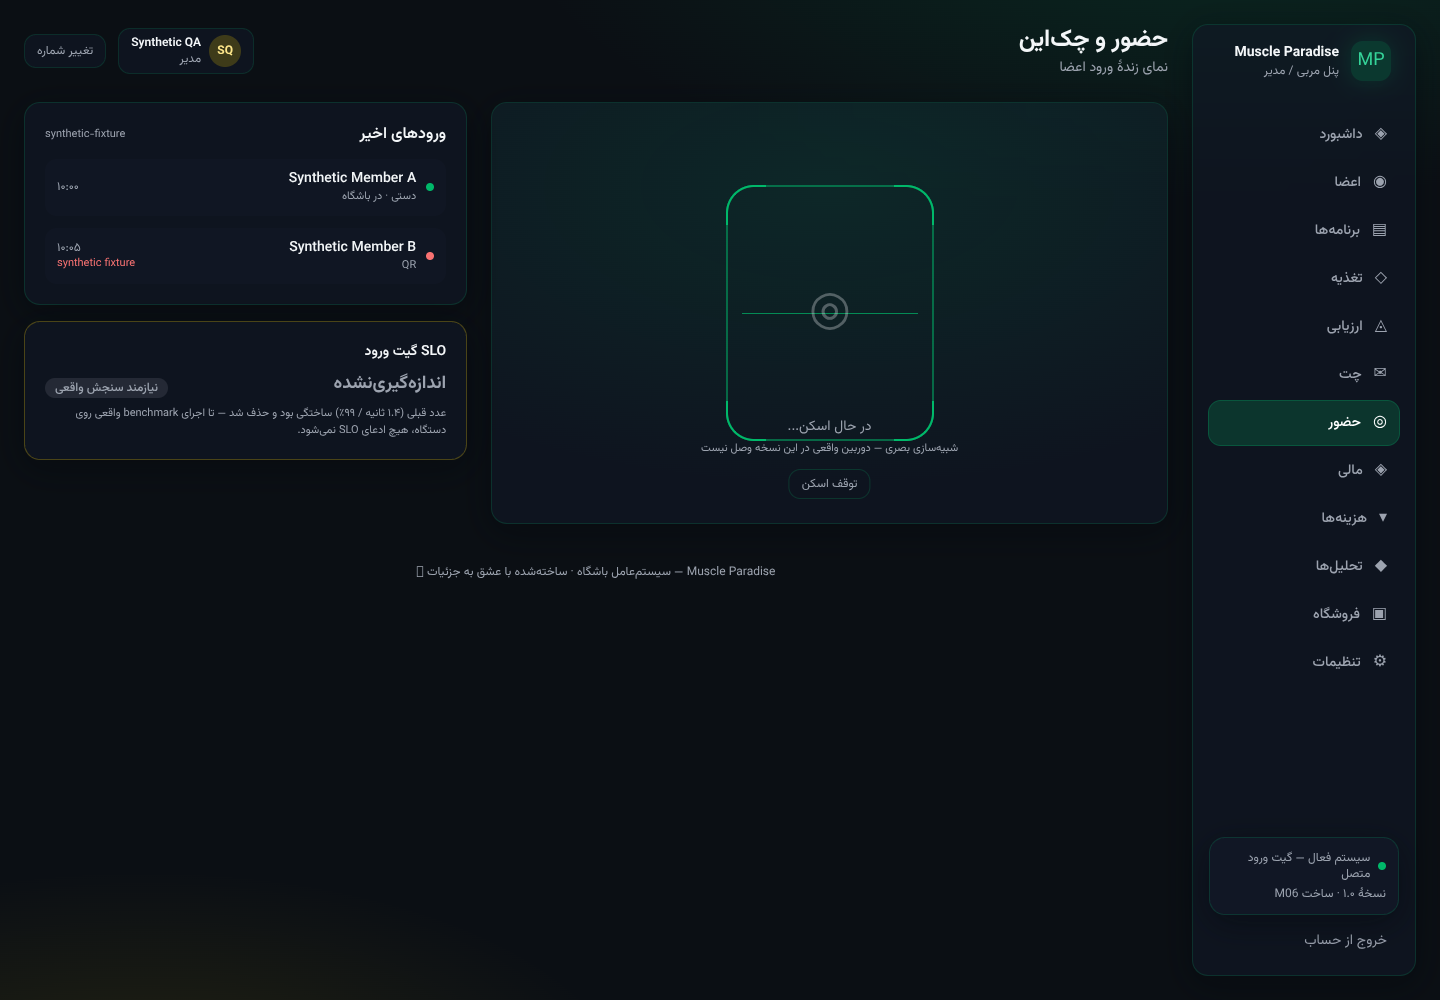 MP
Muscle Paradise
پنل مربی / مدیر
داشبورد
اعضا
برنامه‌ها
تغذیه
ارزیابی
چت
حضور
مالی
هزینه‌ها
تحلیل‌ها
فروشگاه
تنظیمات
سیستم فعال — گیت ورود
متصل
نسخهٔ ۱.۰ · ساخت M06
خروج از حساب
حضور و چک‌این
نمای زندهٔ ورود اعضا
SQ
Synthetic QA
مدیر
تغییر شماره
در حال اسکن...
شبیه‌سازی بصری — دوربین واقعی در این نسخه وصل نیست
توقف اسکن
ورودهای اخیر
synthetic-fixture
Synthetic Member A
دستی · در باشگاه
۱۰:۰۰
Synthetic Member B
QR
۱۰:۰۵
synthetic fixture
SLO گیت ورود
اندازه‌گیری‌نشده
نیازمند سنجش واقعی
عدد قبلی (۱.۴ ثانیه / ۹۹٪) ساختگی بود و حذف شد — تا اجرای benchmark واقعی روی
دستگاه، هیچ ادعای SLO نمی‌شود.
Muscle Paradise — سیستم‌عامل باشگاه · ساخته‌شده با عشق به جزئیات